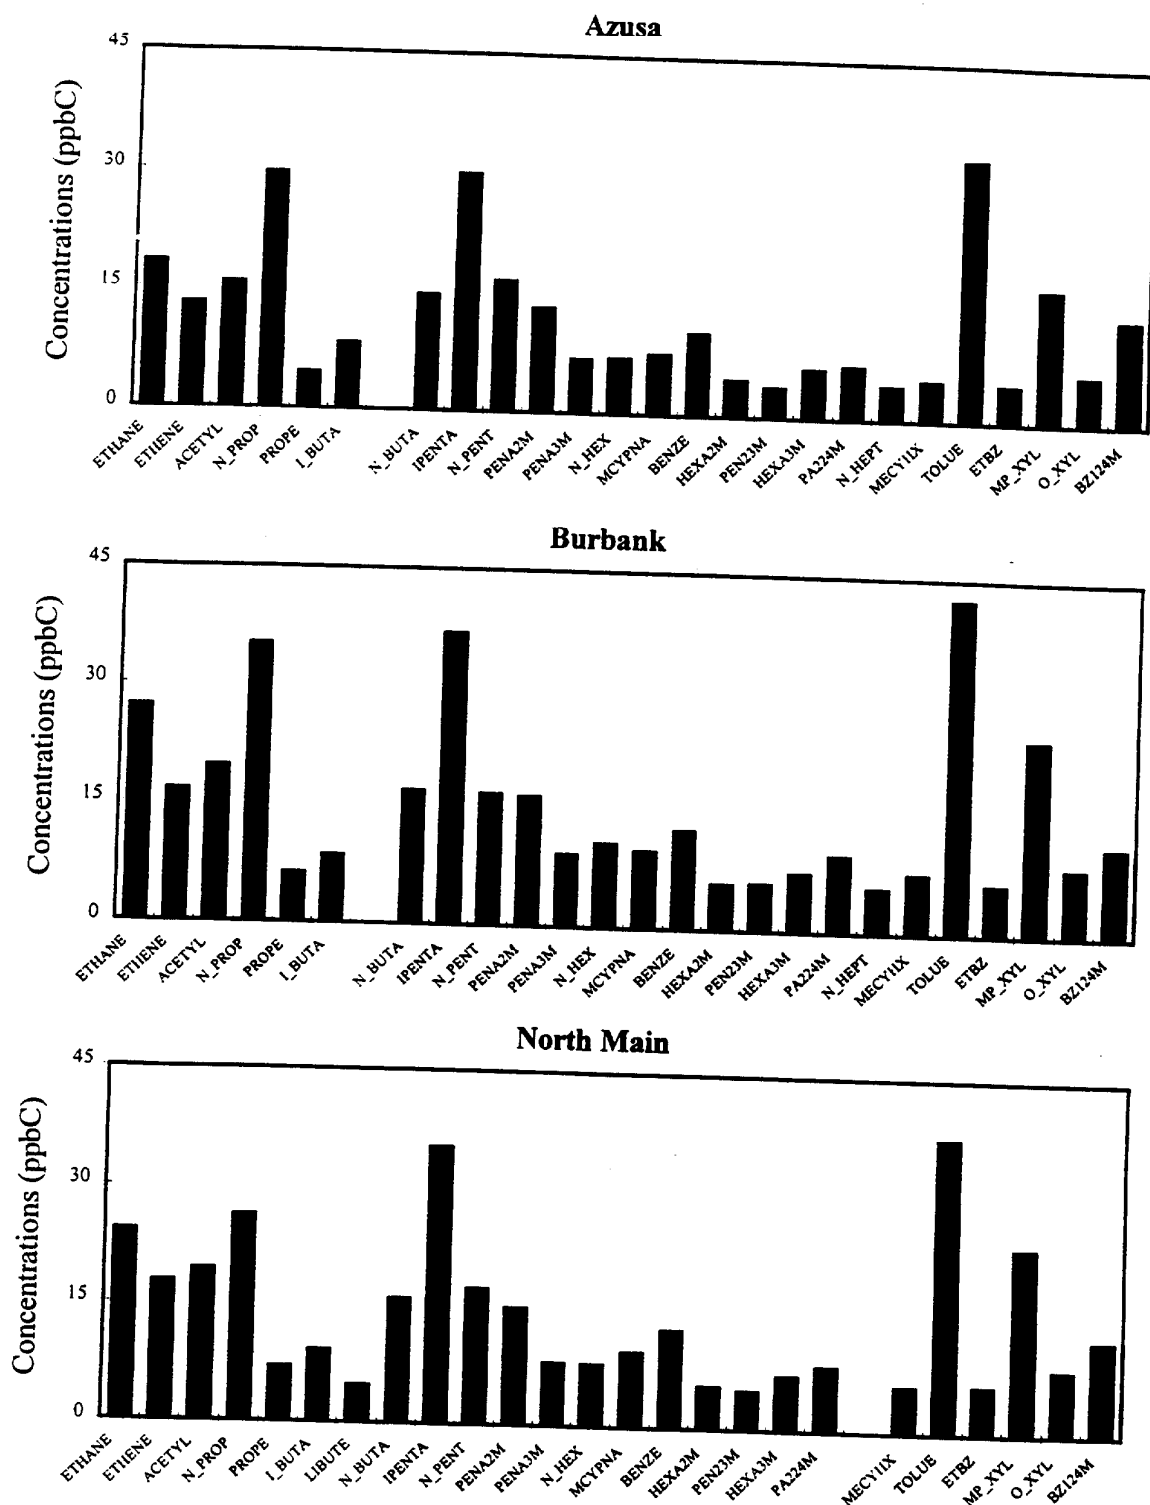 Azusa
Concentrations (ppbC)
45
30
15
0
ETHANE ETHENE ACETYL N_PROP PROPE I_BUTA N_BUTA IPENTA N_PENT PENA2M PENA3M N_HEX MCYPNA BENZE HEXA2M PEN23M HEXA3M PA224M N_HEPT MECYHX TOLUE ETBZ MP_XYL O_XYL BZ124M
Burbank
Concentrations (ppbC)
45
30
15
0
ETHANE ETHENE ACETYL N_PROP PROPE I_BUTA N_BUTA IPENTA N_PENT PENA2M PENA3M N_HEX MCYPNA BENZE HEXA2M PEN23M HEXA3M PA224M N_HEPT MECYHX TOLUE ETBZ MP_XYL O_XYL BZ124M
North Main
Concentrations (ppbC)
45
30
15
0
ETHANE ETHENE ACETYL N_PROP PROPE I_BUTA LIBUTE N_BUTA IPENTA N_PENT PENA2M PENA3M N_HEX MCYPNA BENZE HEXA2M PEN23M HEXA3M PA224M MECYHX TOLUE ETBZ MP_XYL O_XYL BZ124M